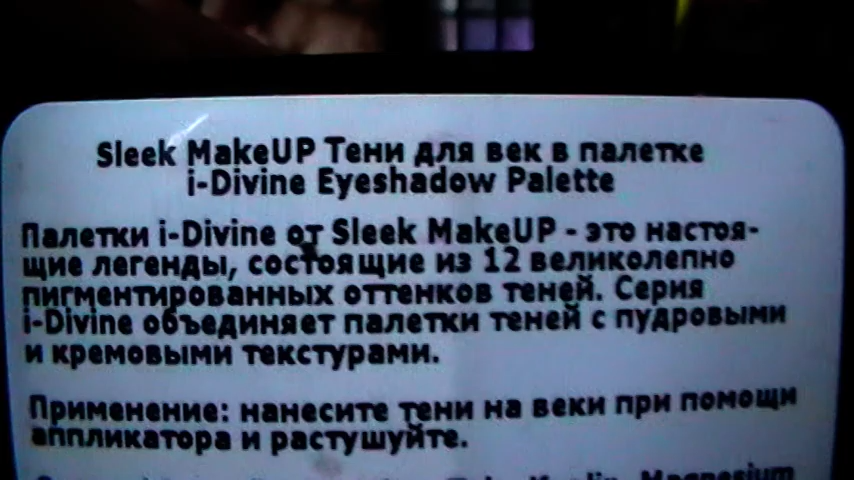 Sleek MakeUP Тени для век в палетке
i-Divine Eyeshadow Palette
Палетки i-Divine от Sleek MakeUP - это настоя-
щие легенды, состоящие из 12 великолепно
пигментированных оттенков теней. Серия
i-Divine объединяет палетки теней с пудровыми
и кремовыми текстурами.
Применение: нанесите тени на веки при помощи
аппликатора и растушуйте.
Magnesium